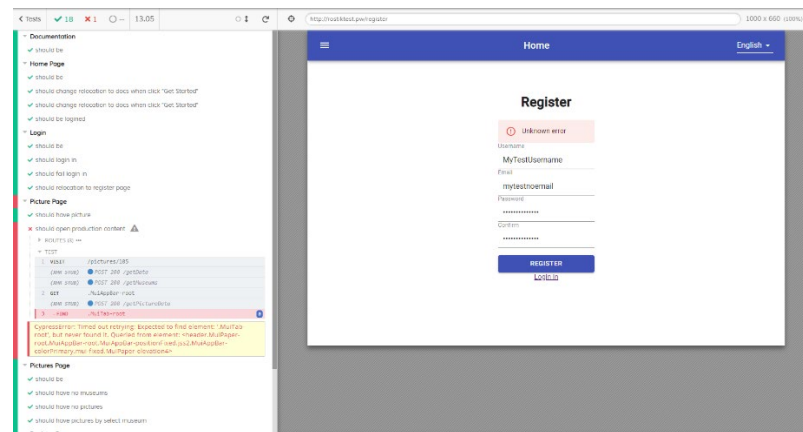 < Tests ✔ 18 ✖ 1 ○ -- 13.05
http://rostiktest.pw/register
1000 x 660 (100%)
Documentation
✔ should be
Home Page
✔ should be
✔ should change relocation to docs when click "Get Started"
✔ should change relocation to docs when click "Get Started"
✔ should be logined
Login
✔ should be
✔ should login in
✔ should fail login in
✔ should relocation to register page
Picture Page
✔ should have picture
✖ should open production content
ROUTES (6)
TEST
1 VISIT /pictures/105
(XHR STUB) POST 200 /getData
(XHR STUB) POST 200 /getMuseums
2 GET .MuiAppBar-root
(XHR STUB) POST 200 /getPictureData
3 -FIND .MuiTab-root
CypressError: Timed out retrying: Expected to find element: '.MuiTab-
root', but never found it. Queried from element: <header.MuiPaper-
root.MuiAppBar-root.MuiAppBar-positionFixed.jss2.MuiAppBar-
colorPrimary.mui-fixed.MuiPaper-elevation4>
Pictures Page
✔ should be
✔ should have no museums
✔ should have no pictures
✔ should have pictures by select museum
Home
English
Register
Unknown error
Username
MyTestUsername
Email
mytestnoemail
Password
••••••••••••••
Confirm
••••••••••••••
REGISTER
Login in